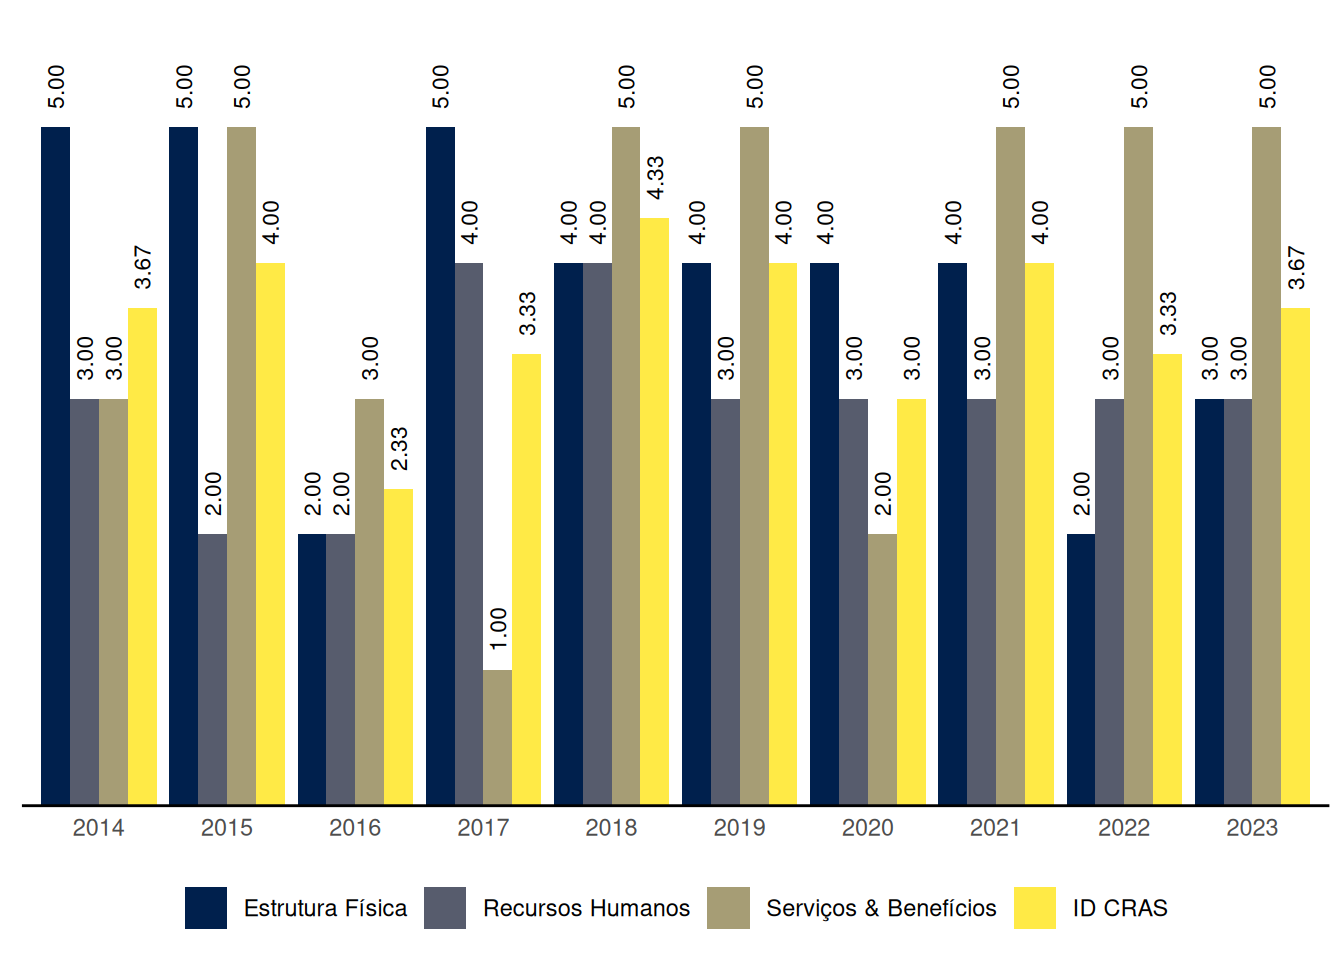 5.00 3.00 3.00 3.67
5.00 2.00 5.00 4.00
2.00 2.00 3.00 2.33
5.00 4.00 1.00 3.33
4.00 4.00 5.00 4.33
4.00 3.00 5.00 4.00
4.00 3.00 2.00 3.00
4.00 3.00 5.00 4.00
2.00 3.00 5.00 3.33
3.00 3.00 5.00 3.67
2014 2015 2016 2017 2018 2019 2020 2021 2022 2023
Estrutura Física Recursos Humanos Serviços & Benefícios ID CRAS